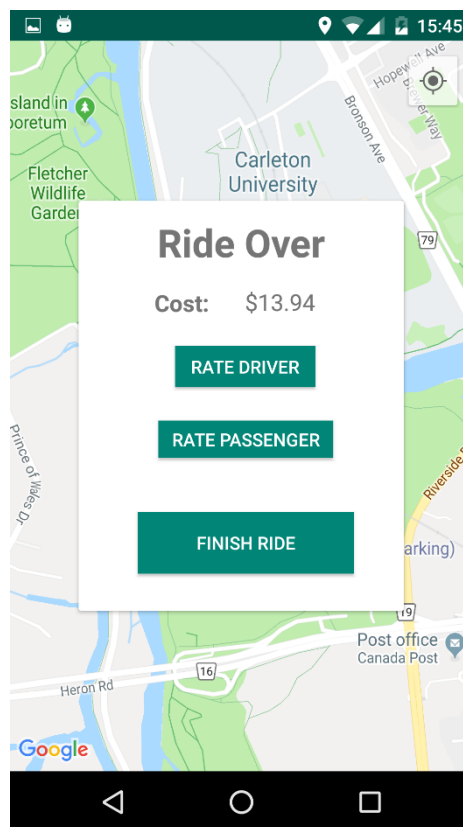 15:45
Hopewell Ave
Brewer Way
Bronson Ave
sland in
ooretum
Carleton
University
Fletcher
Wildlife
Garde
79
Ride Over
Cost: $13.94
RATE DRIVER
RATE PASSENGER
Prince of Wales Dr
Riverside
FINISH RIDE
arking)
19
Post office
Canada Post
16
Heron Rd
Google